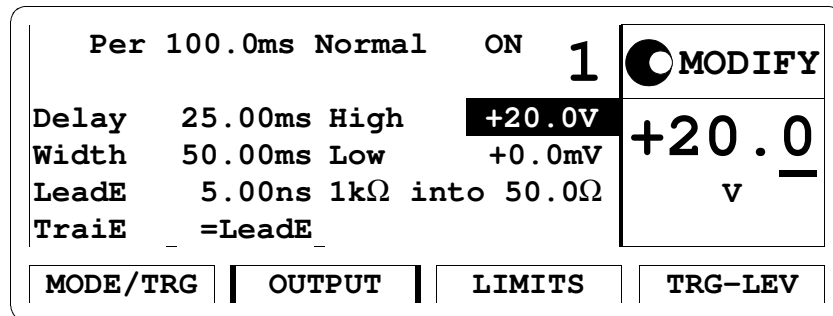 Per 100.0ms Normal ON 1 MODIFY
Delay 25.00ms High +20.0V +20.0
Width 50.00ms Low +0.0mV
LeadE 5.00ns 1kΩ into 50.0Ω V
TraiE =LeadE
MODE/TRG OUTPUT LIMITS TRG-LEV